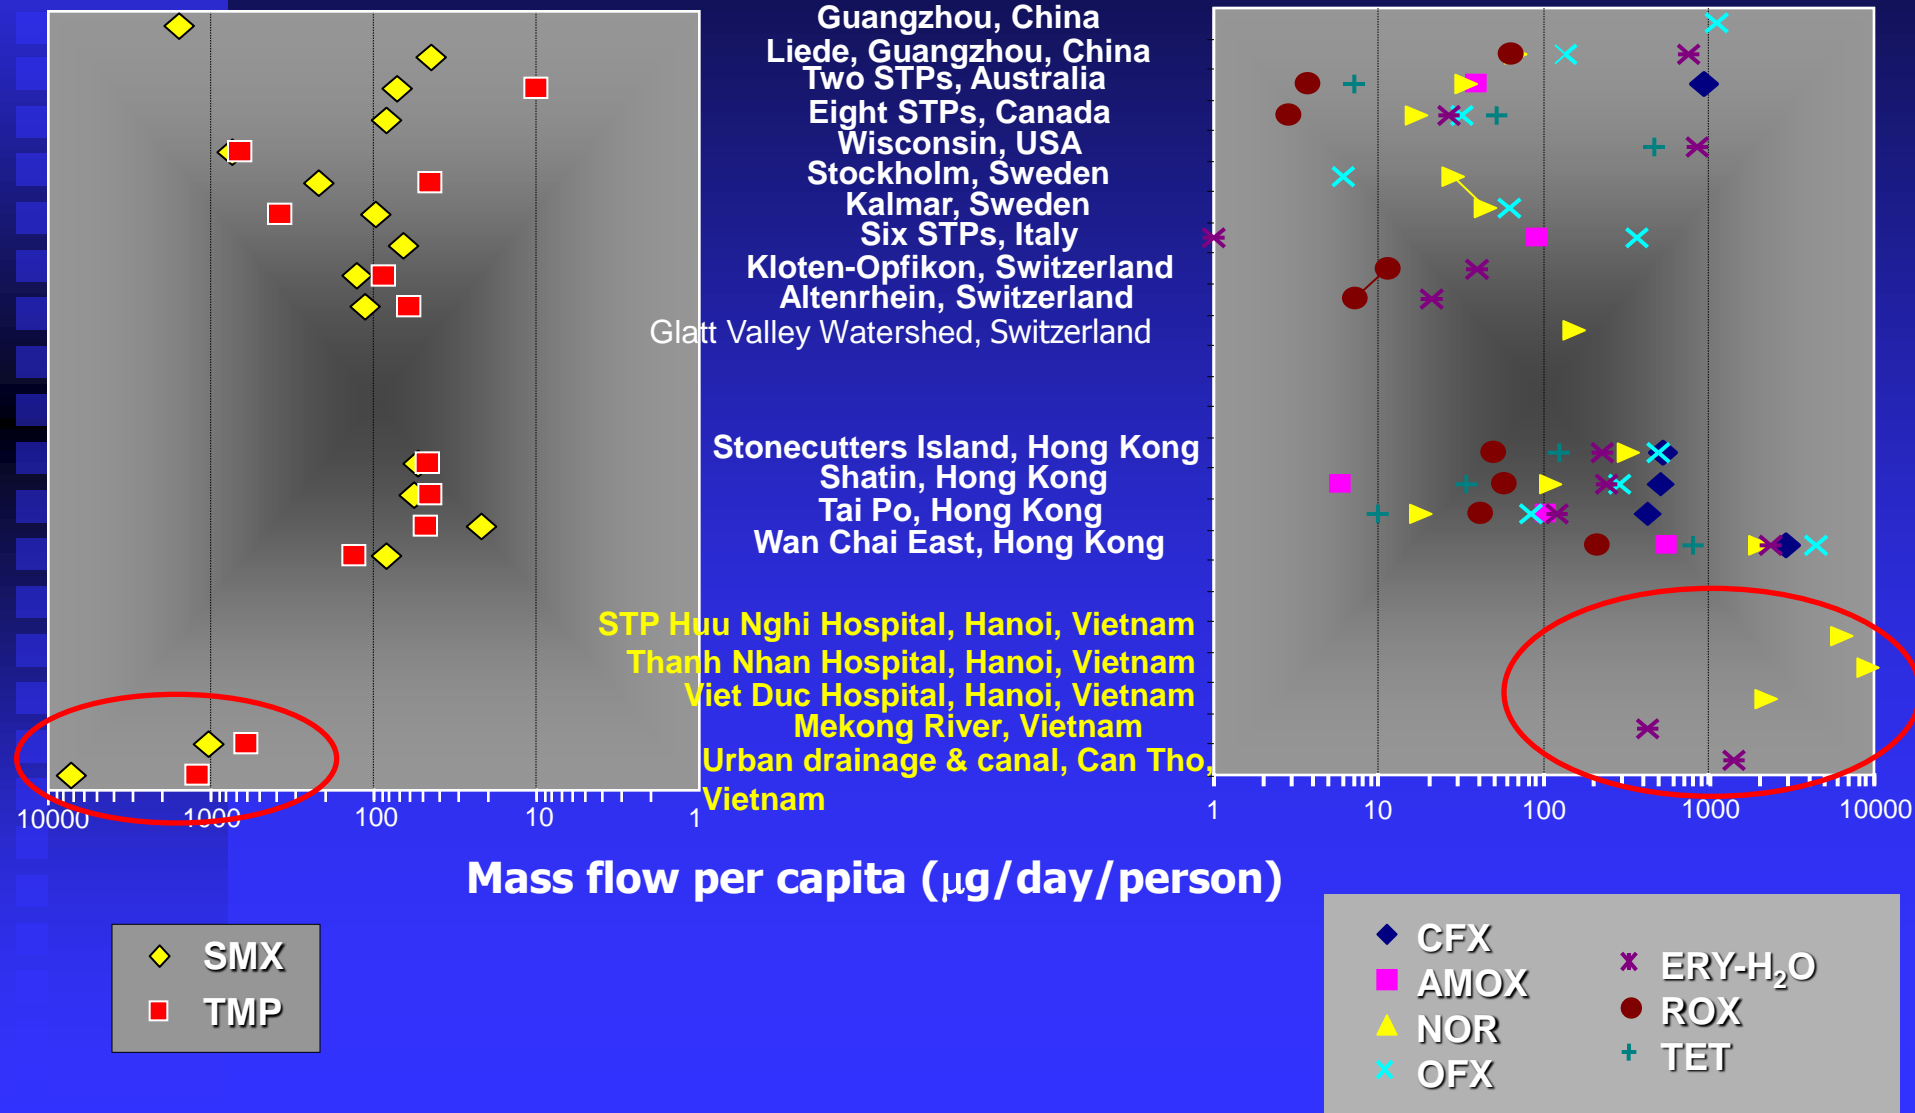 Guangzhou, China
Liede, Guangzhou, China
Two STPs, Australia
Eight STPs, Canada
Wisconsin, USA
Stockholm, Sweden
Kalmar, Sweden
Six STPs, Italy
Kloten-Opfikon, Switzerland
Altenrhein, Switzerland
Glatt Valley Watershed, Switzerland
Stonecutters Island, Hong Kong
Shatin, Hong Kong
Tai Po, Hong Kong
Wan Chai East, Hong Kong
STP Huu Nghi Hospital, Hanoi, Vietnam
Thanh Nhan Hospital, Hanoi, Vietnam
Viet Duc Hospital, Hanoi, Vietnam
Mekong River, Vietnam
Urban drainage & canal, Can Tho,
Vietnam
10000 1000 100 10 1
1 10 100 1000 10000
Mass flow per capita (μg/day/person)
SMX
TMP
CFX
AMOX
NOR
OFX
ERY-H₂O
ROX
TET